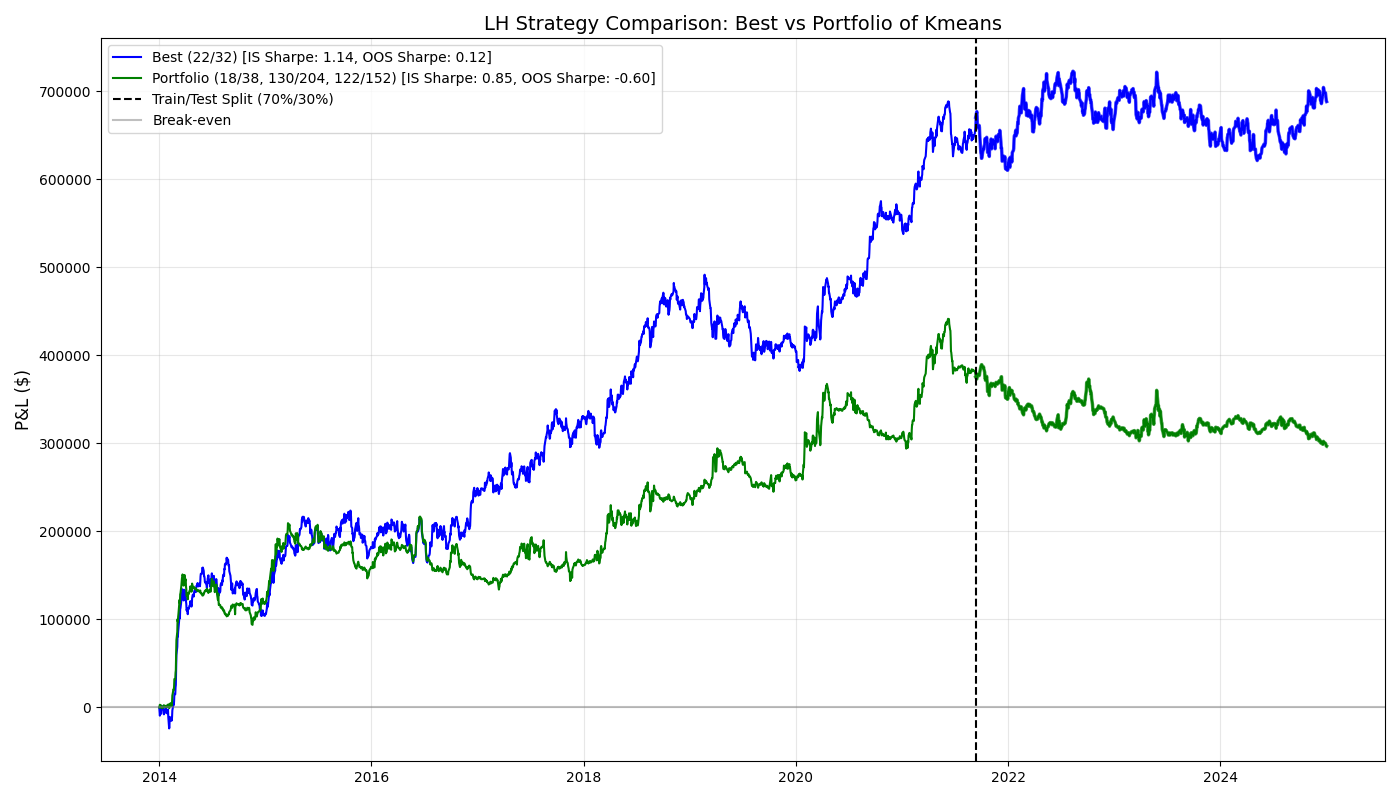 LH Strategy Comparison: Best vs Portfolio of Kmeans
Best (22/32) [IS Sharpe: 1.14, OOS Sharpe: 0.12]
Portfolio (18/38, 130/204, 122/152) [IS Sharpe: 0.85, OOS Sharpe: -0.60]
Train/Test Split (70%/30%)
Break-even
P&L ($)
700000
600000
500000
400000
300000
200000
100000
0
2014 2016 2018 2020 2022 2024